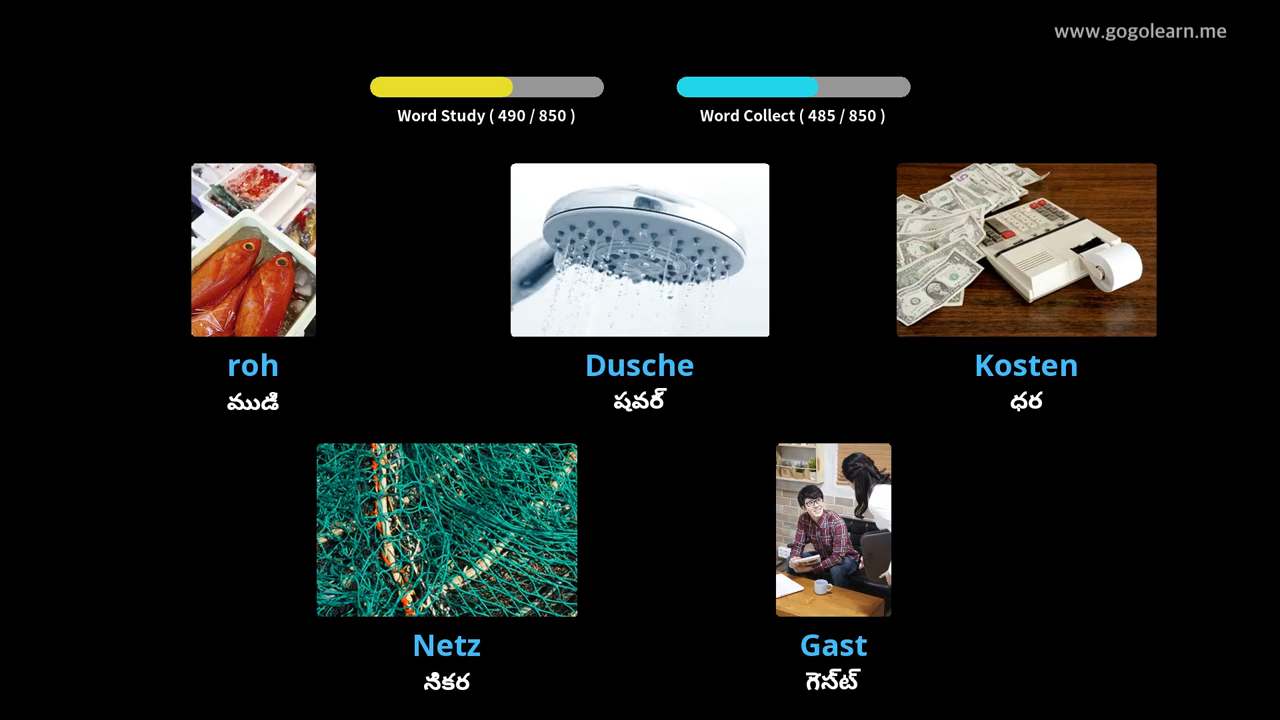 www.gogolearn.me
Word Study ( 490 / 850 )
Word Collect ( 485 / 850 )
roh
ముడి
Dusche
షవర్
Kosten
ధర
Netz
నికర
Gast
గెస్ట్